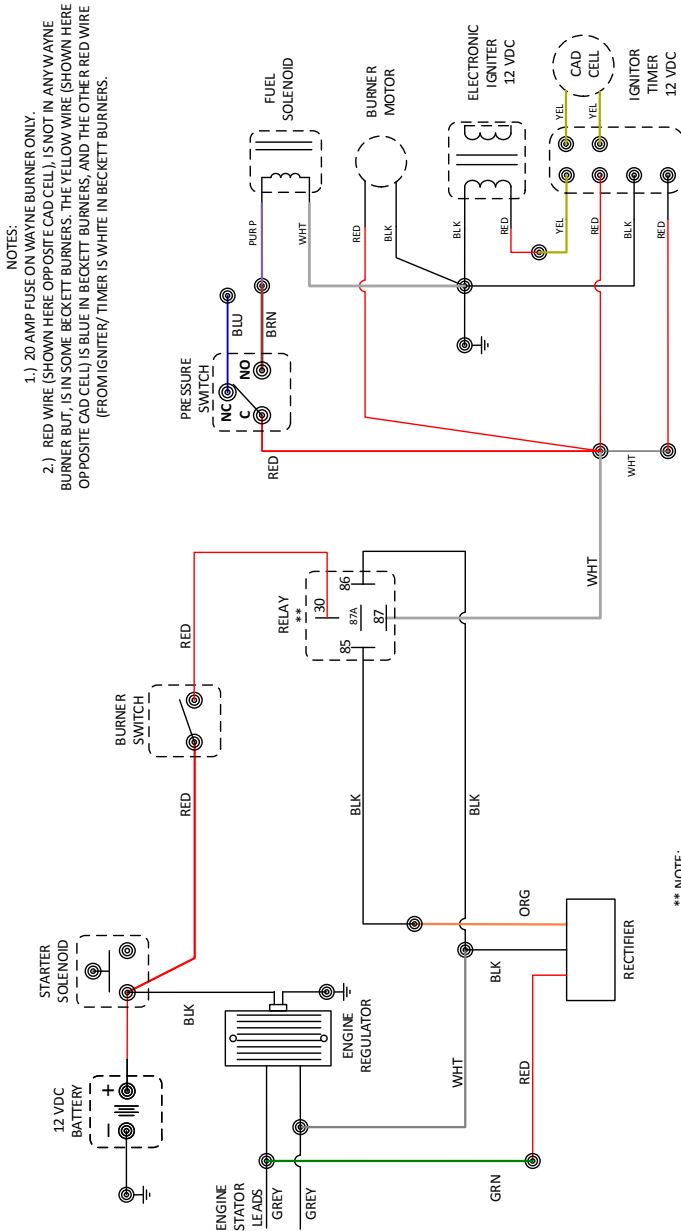 NOTES:
1.) 20 AMP FUSE ON WAYNE BURNER ONLY.
2.) RED WIRE (SHOWN HERE OPPOSITE CAD CELL), IS NOT IN ANY WAYNE
BURNER BUT, IS IN SOME BECKETT BURNERS. THE YELLOW WIRE (SHOWN HERE
OPPOSITE CAD CELL) IS BLUE IN BECKETT BURNERS, AND THE OTHER RED WIRE
(FROM IGNITER/ TIMER IS WHITE IN BECKETT BURNERS.
12 VDC
BATTERY
+
−
STARTER
SOLENOID
BLK
RED
BURNER
SWITCH
RED
ENGINE
REGULATOR
ENGINE
STATOR
LEADS
GREY
GREY
GRN
WHT
RED
BLK
ORG
RECTIFIER
BLK
BLK
RELAY
**
30
86
87A
85
87
WHT
PRESSURE
SWITCH
NC
C
NO
BLU
BRN
RED
FUEL
SOLENOID
PURP
WHT
BURNER
MOTOR
RED
BLK
ELECTRONIC
IGNITER
12 VDC
BLK
RED
CAD
CELL
YEL
YEL
IGNITOR
TIMER
12 VDC
YEL
RED
BLK
RED
WHT
** NOTE: